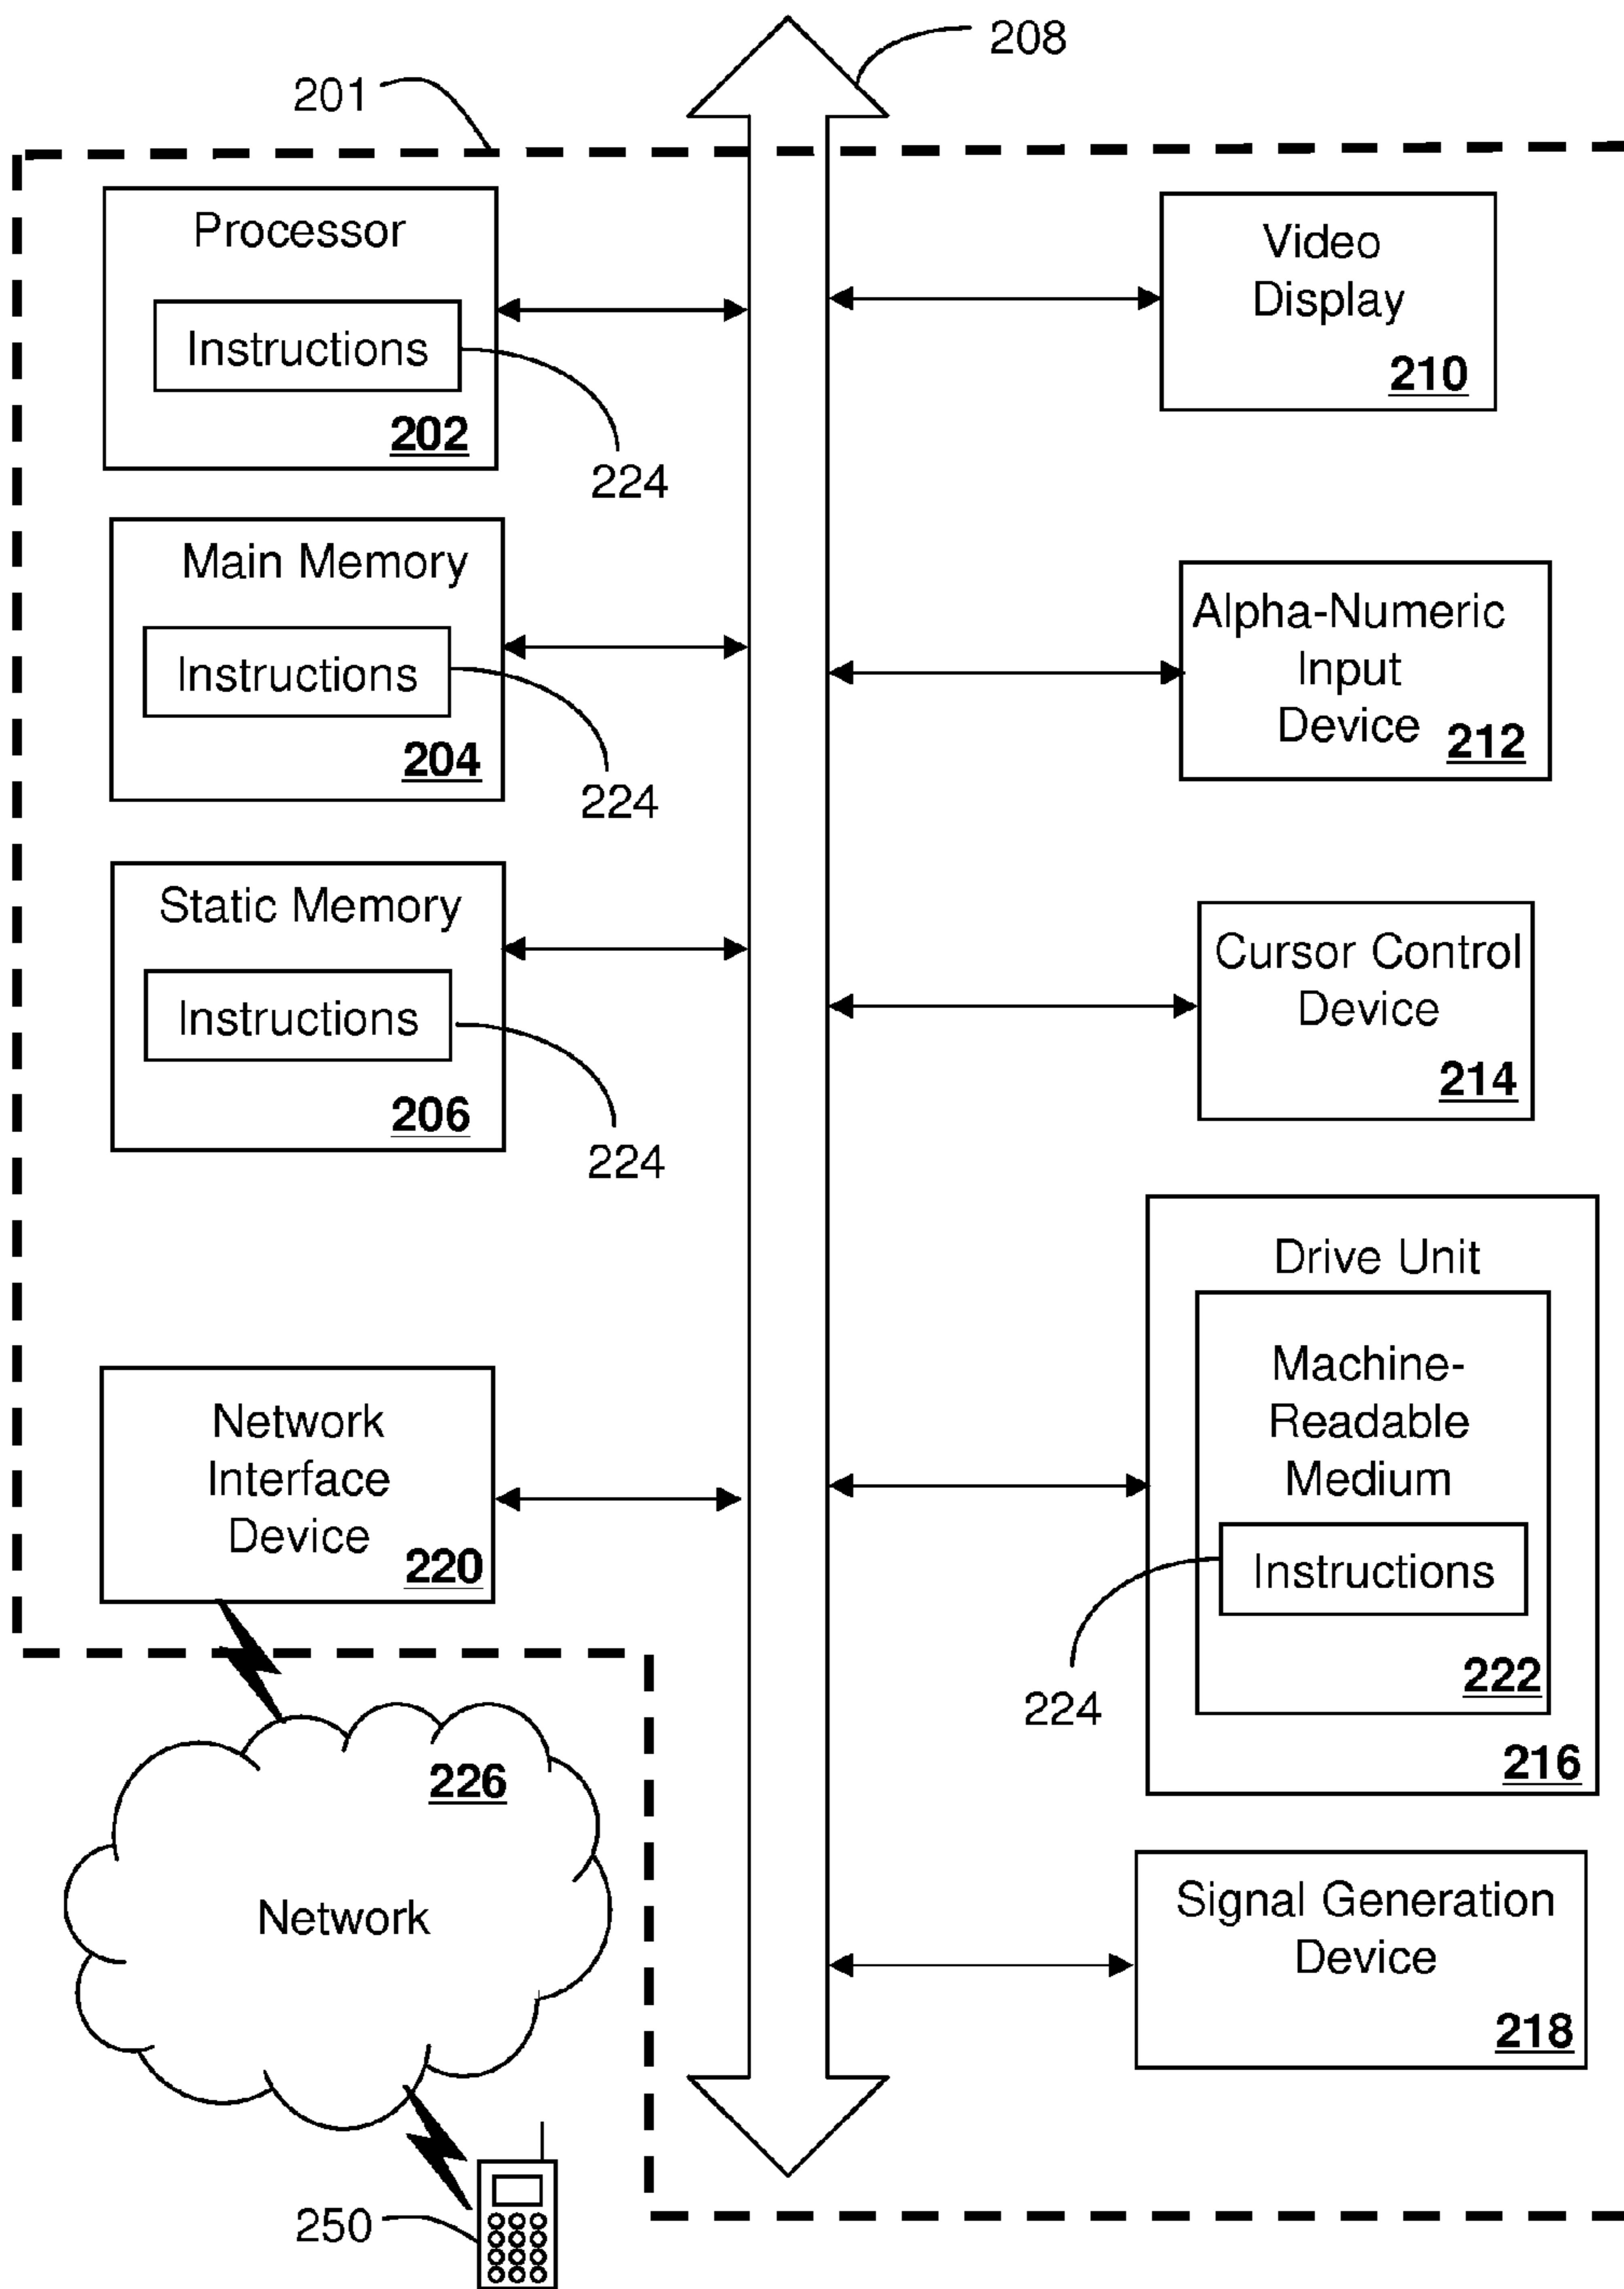 208
201
Processor
Instructions
202
224
Video
Display
210
Main Memory
Instructions
204
224
Alpha-Numeric
Input
Device
212
Static Memory
Instructions
206
224
Cursor Control
Device
214
Network
Interface
Device
220
Drive Unit
Machine-
Readable
Medium
Instructions
224
222
216
226
Network
Signal Generation
Device
218
250